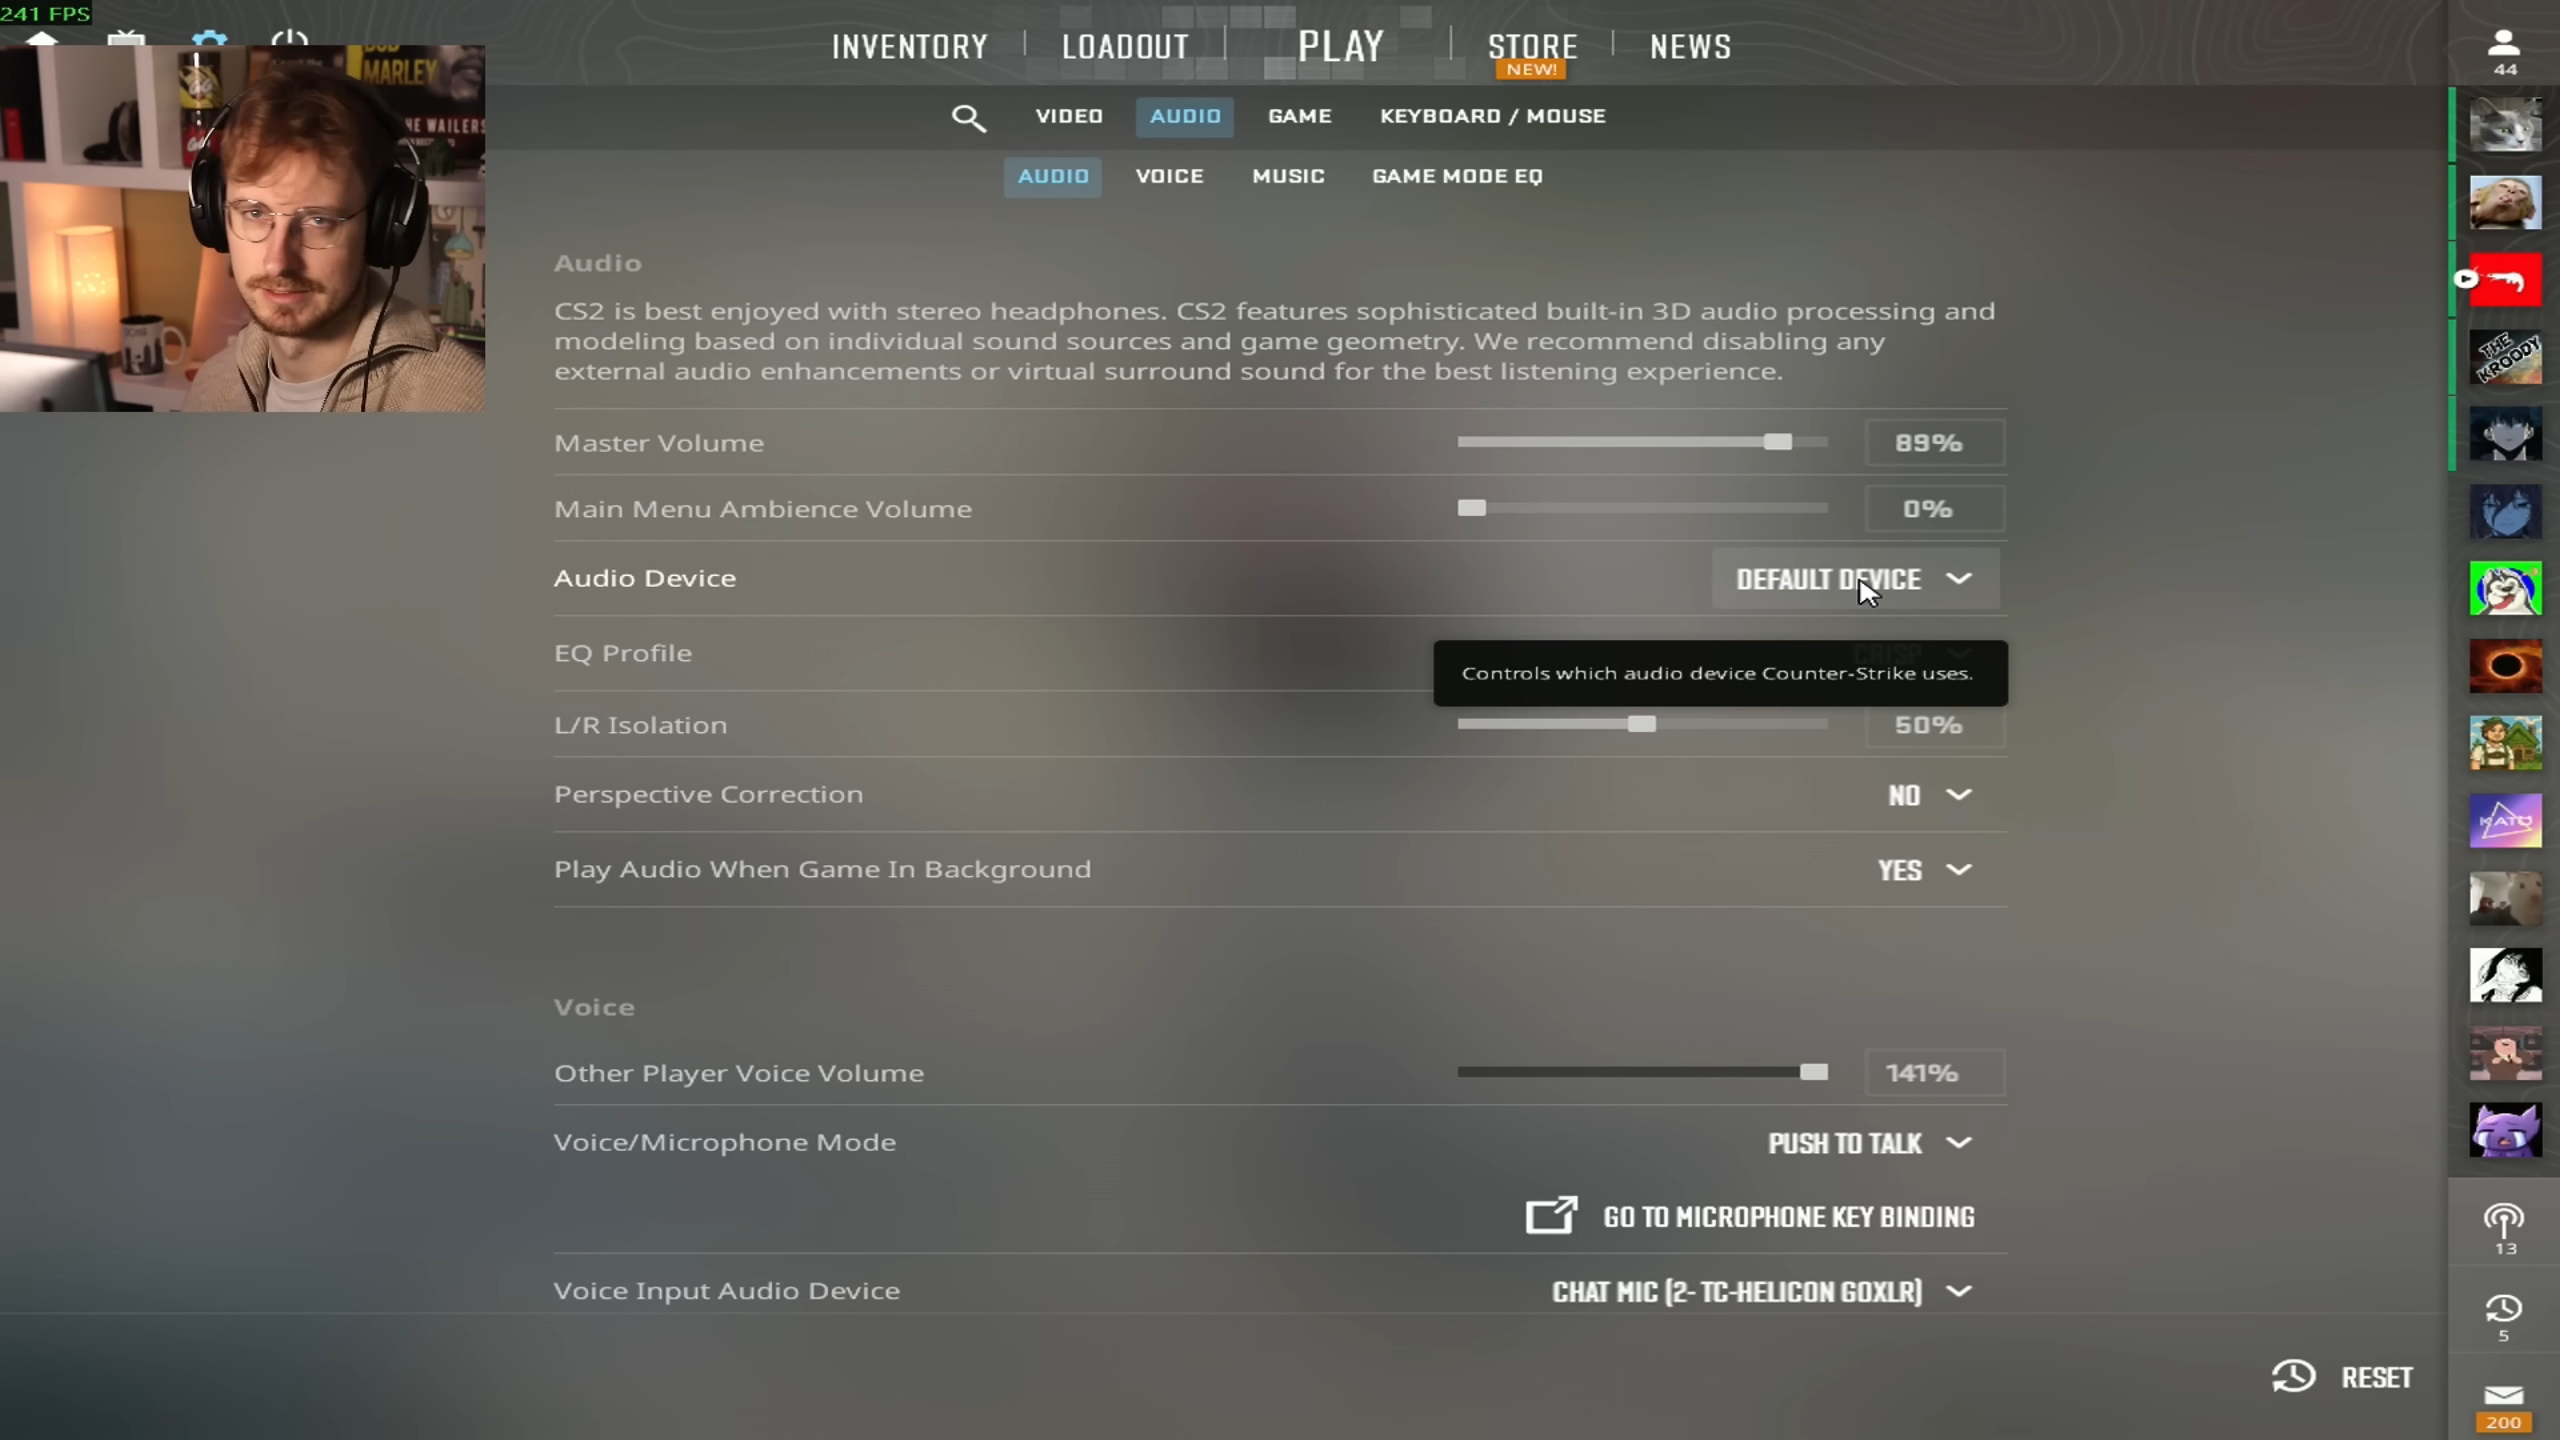 241 FPS
INVENTORY
LOADOUT
PLAY
STORE
NEW!
NEWS
44
MARLEY
WAILERS
VIDEO
AUDIO
GAME
KEYBOARD / MOUSE
AUDIO
VOICE
MUSIC
GAME MODE EQ
Audio
CS2 is best enjoyed with stereo headphones. CS2 features sophisticated built-in 3D audio processing and
modeling based on individual sound sources and game geometry. We recommend disabling any
external audio enhancements or virtual surround sound for the best listening experience.
Master Volume
89%
Main Menu Ambience Volume
0%
Audio Device
DEFAULT DEVICE
EQ Profile
CRISP
Controls which audio device Counter-Strike uses.
L/R Isolation
50%
Perspective Correction
NO
Play Audio When Game In Background
YES
Voice
Other Player Voice Volume
141%
Voice/Microphone Mode
PUSH TO TALK
GO TO MICROPHONE KEY BINDING
Voice Input Audio Device
CHAT MIC (2- TC-HELICON GOXLR)
RESET
THE
KROODY
KATO
13
5
200